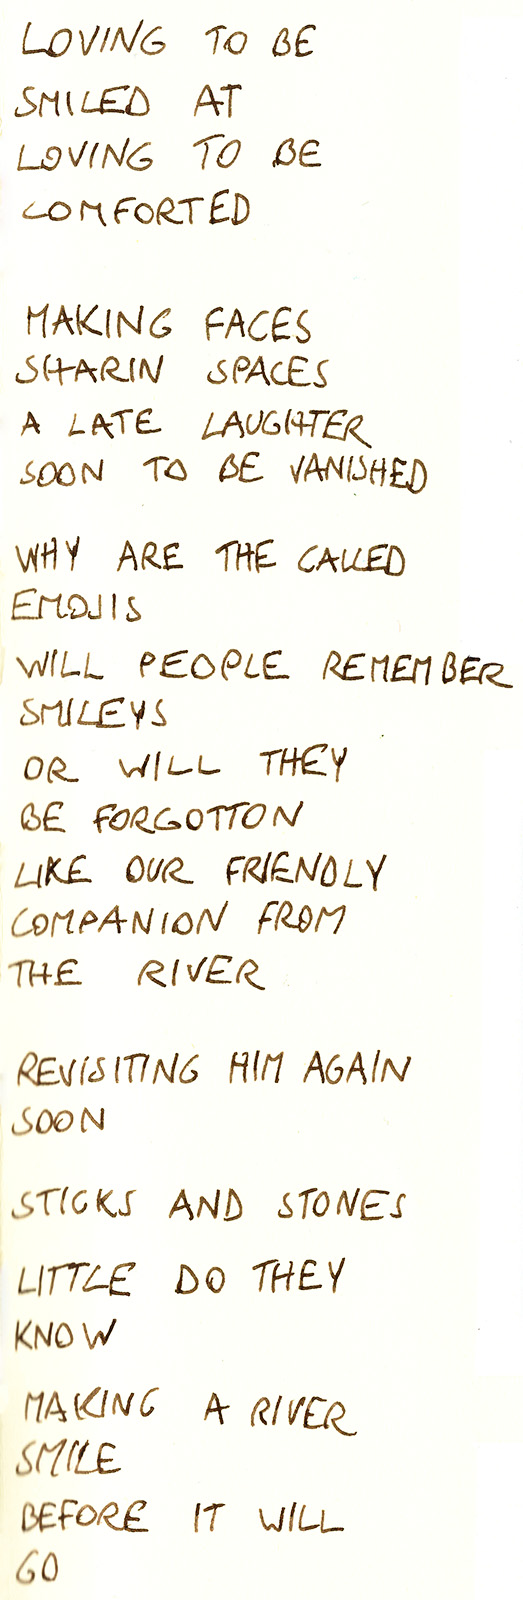 LOVING TO BE
SMILED AT
LOVING TO BE
COMFORTED
MAKING FACES
SHARIN SPACES
A LATE LAUGHTER
SOON TO BE VANISHED
WHY ARE THE CALLED
EMOJIS
WILL PEOPLE REMEMBER
SMILEYS
OR WILL THEY
BE FORGOTTON
LIKE OUR FRIENDLY
COMPANION FROM
THE RIVER
REVISITING HIM AGAIN
SOON
STICKS AND STONES
LITTLE DO THEY
KNOW
MAKING A RIVER
SMILE
BEFORE IT WILL
GO